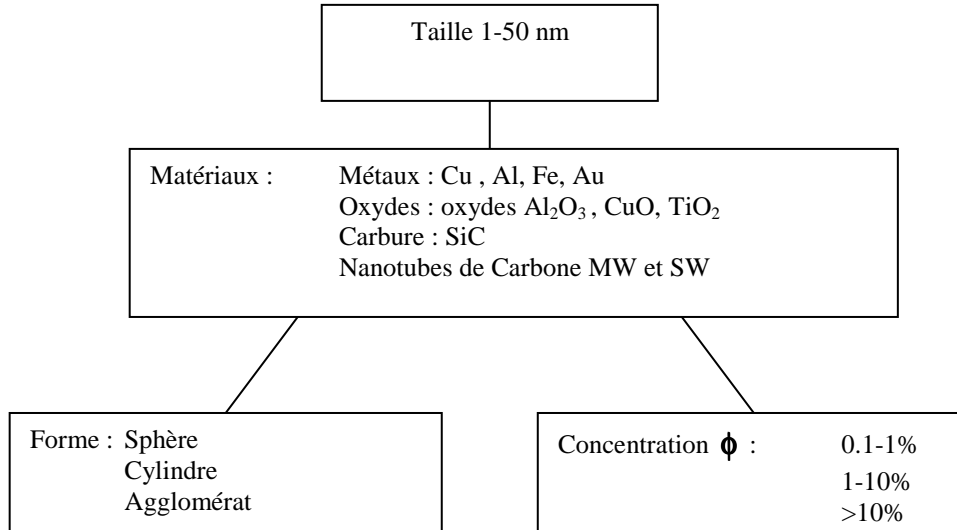 Taille 1-50 nm
Matériaux : Métaux : Cu , Al, Fe, Au
Oxydes : oxydes Al₂O₃ , CuO, TiO₂
Carbure : SiC
Nanotubes de Carbone MW et SW
Forme : Sphère
Cylindre
Agglomérat
Concentration ϕ : 0.1-1%
1-10%
>10%